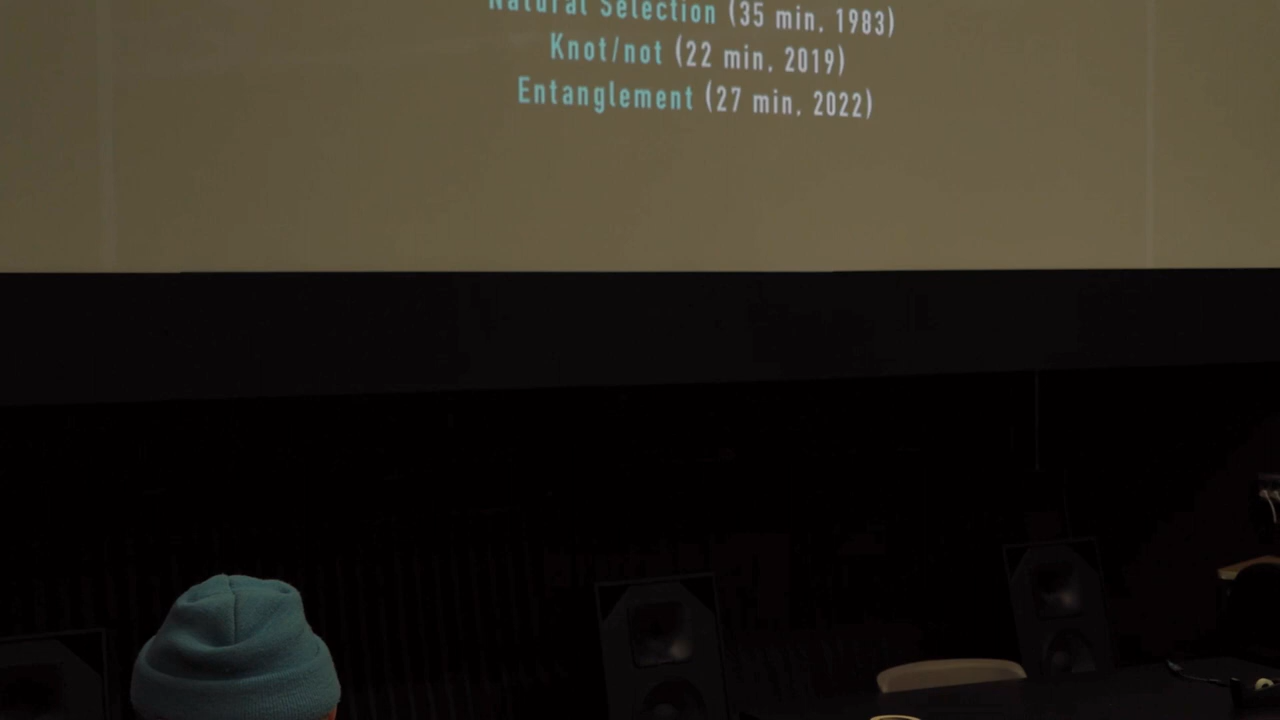 Natural Selection (35 min, 1983)
Knot/not (22 min, 2019)
Entanglement (27 min, 2022)